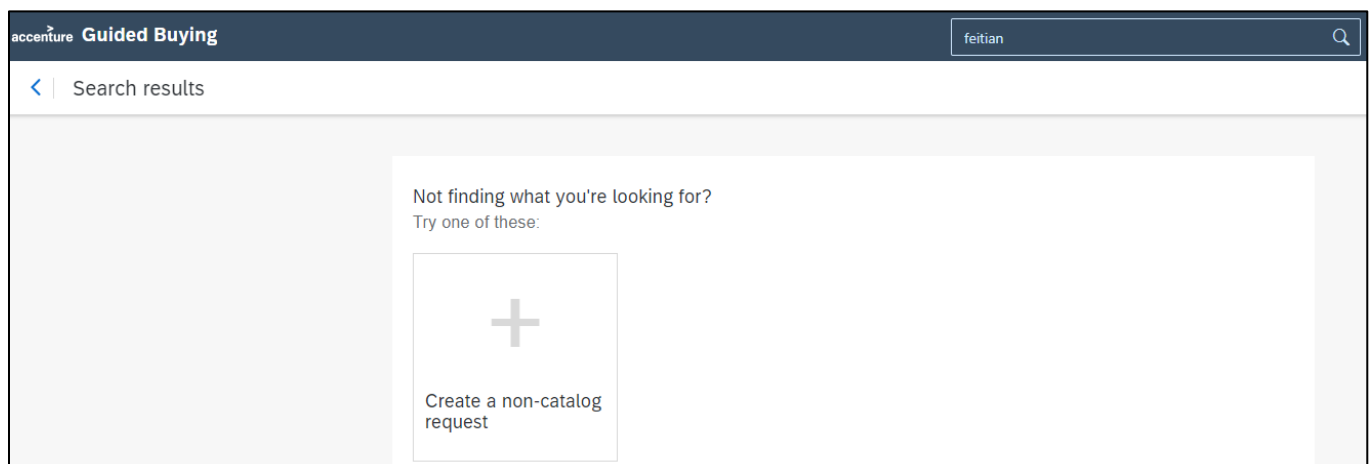 accenture Guided Buying
feitian
Search results
Not finding what you're looking for?
Try one of these:
Create a non-catalog
request